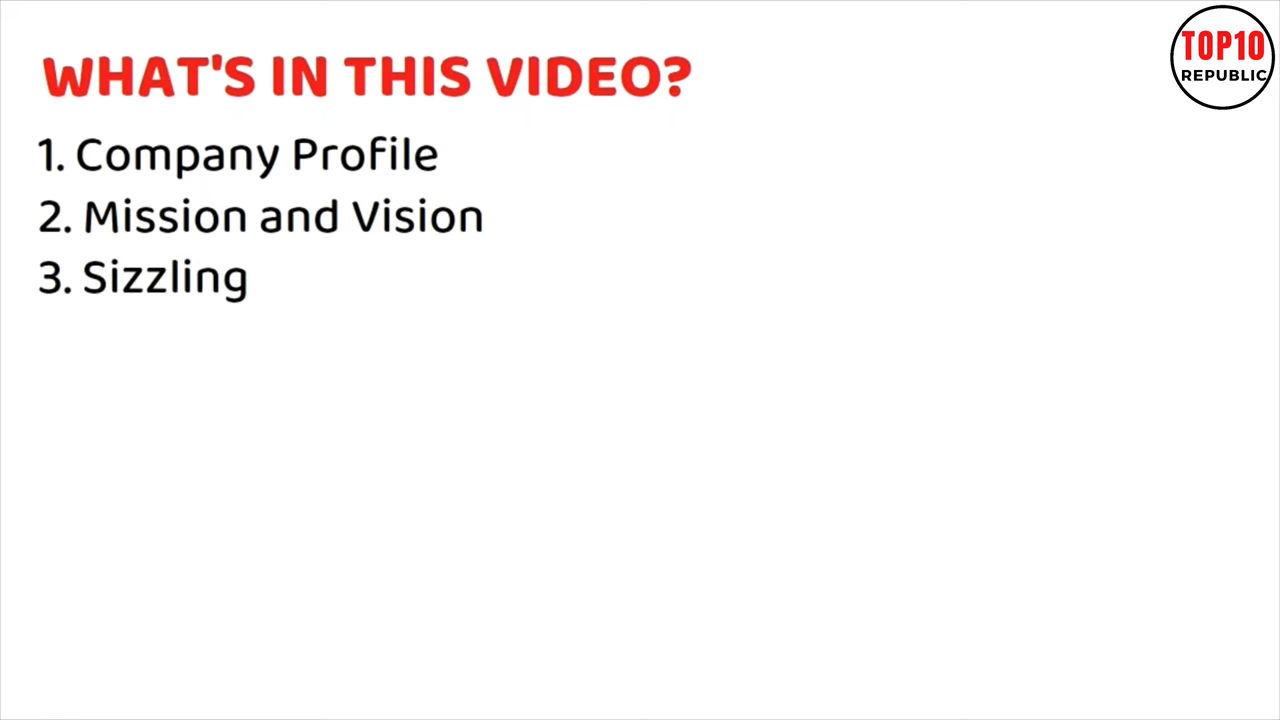 WHAT'S IN THIS VIDEO?
1. Company Profile
2. Mission and Vision
3. Sizzling
TOP10
REPUBLIC